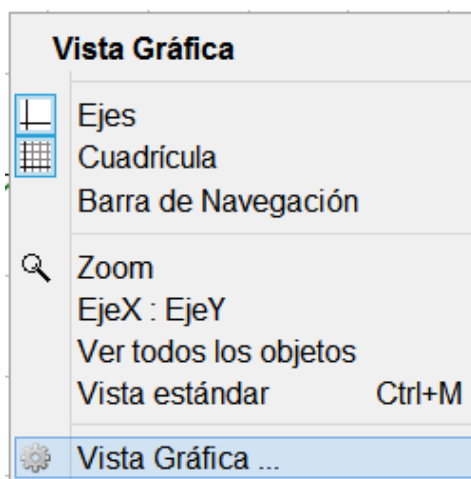 Vista Gráfica
Ejes
Cuadrícula
Barra de Navegación
Zoom
EjeX : EjeY
Ver todos los objetos
Vista estándar Ctrl+M
Vista Gráfica ...